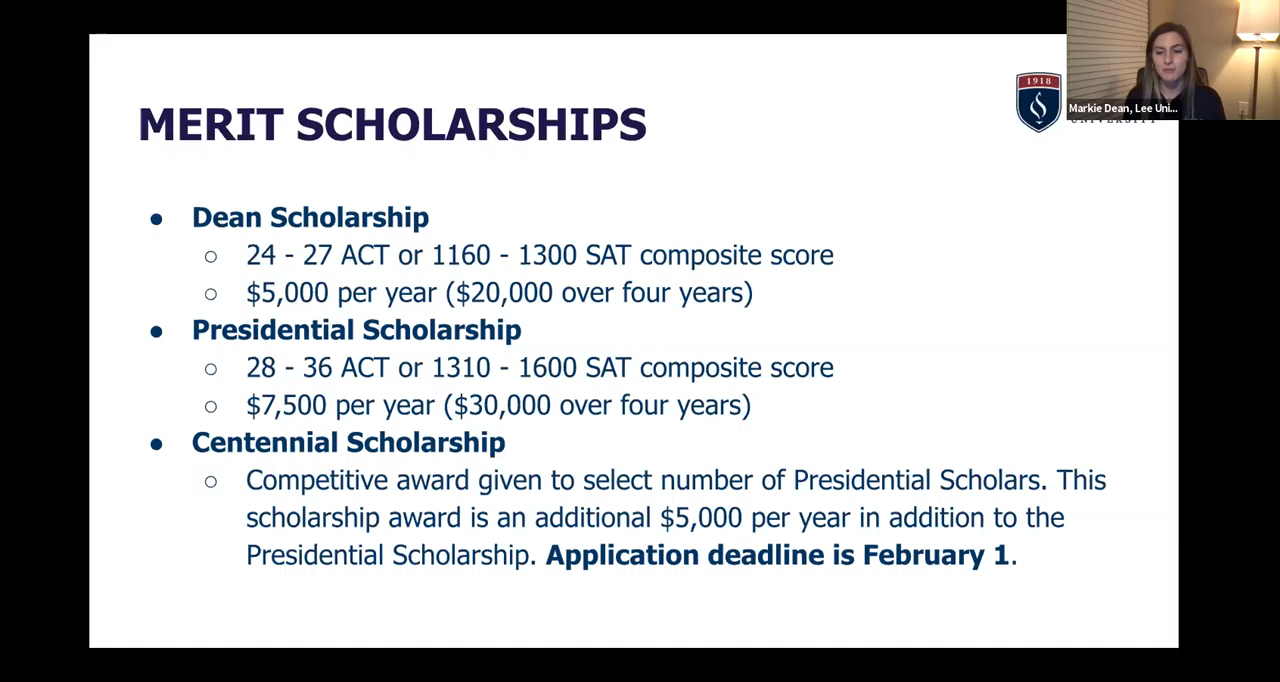 MERIT SCHOLARSHIPS
1918
UNIVERSITY
Markie Dean, Lee Uni...
● Dean Scholarship
○ 24 - 27 ACT or 1160 - 1300 SAT composite score
○ $5,000 per year ($20,000 over four years)
● Presidential Scholarship
○ 28 - 36 ACT or 1310 - 1600 SAT composite score
○ $7,500 per year ($30,000 over four years)
● Centennial Scholarship
○ Competitive award given to select number of Presidential Scholars. This
scholarship award is an additional $5,000 per year in addition to the
Presidential Scholarship. Application deadline is February 1.